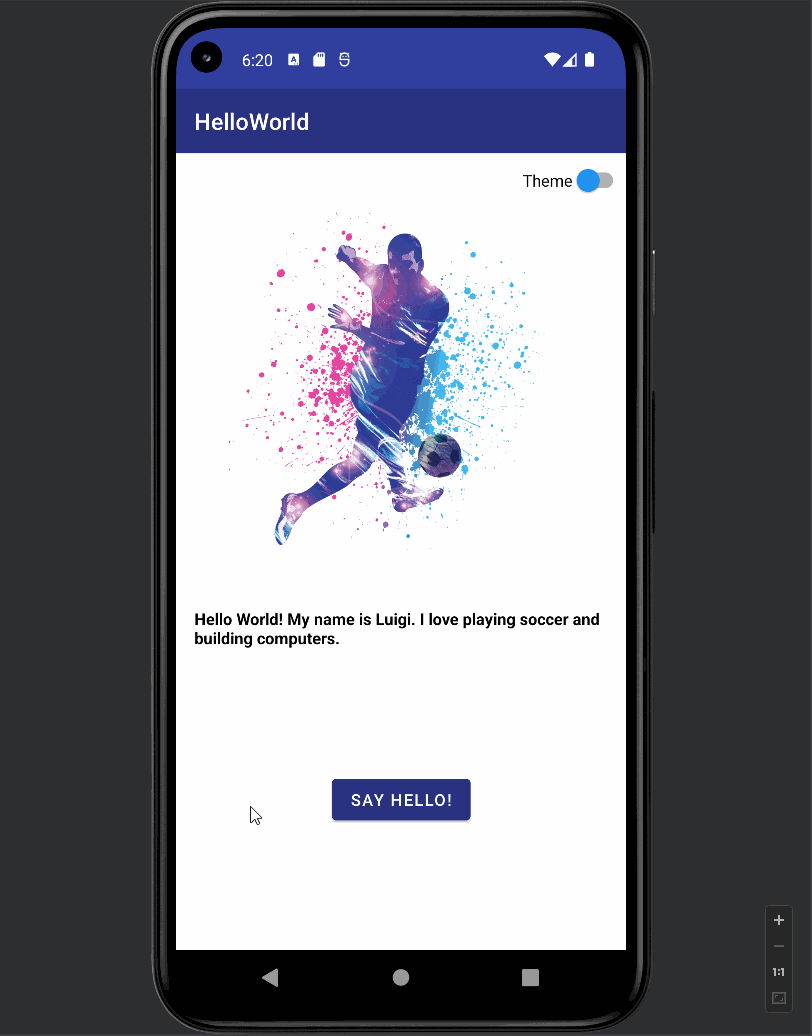 6:20
HelloWorld
Theme
Hello World! My name is Luigi. I love playing soccer and
building computers.
SAY HELLO!
1:1